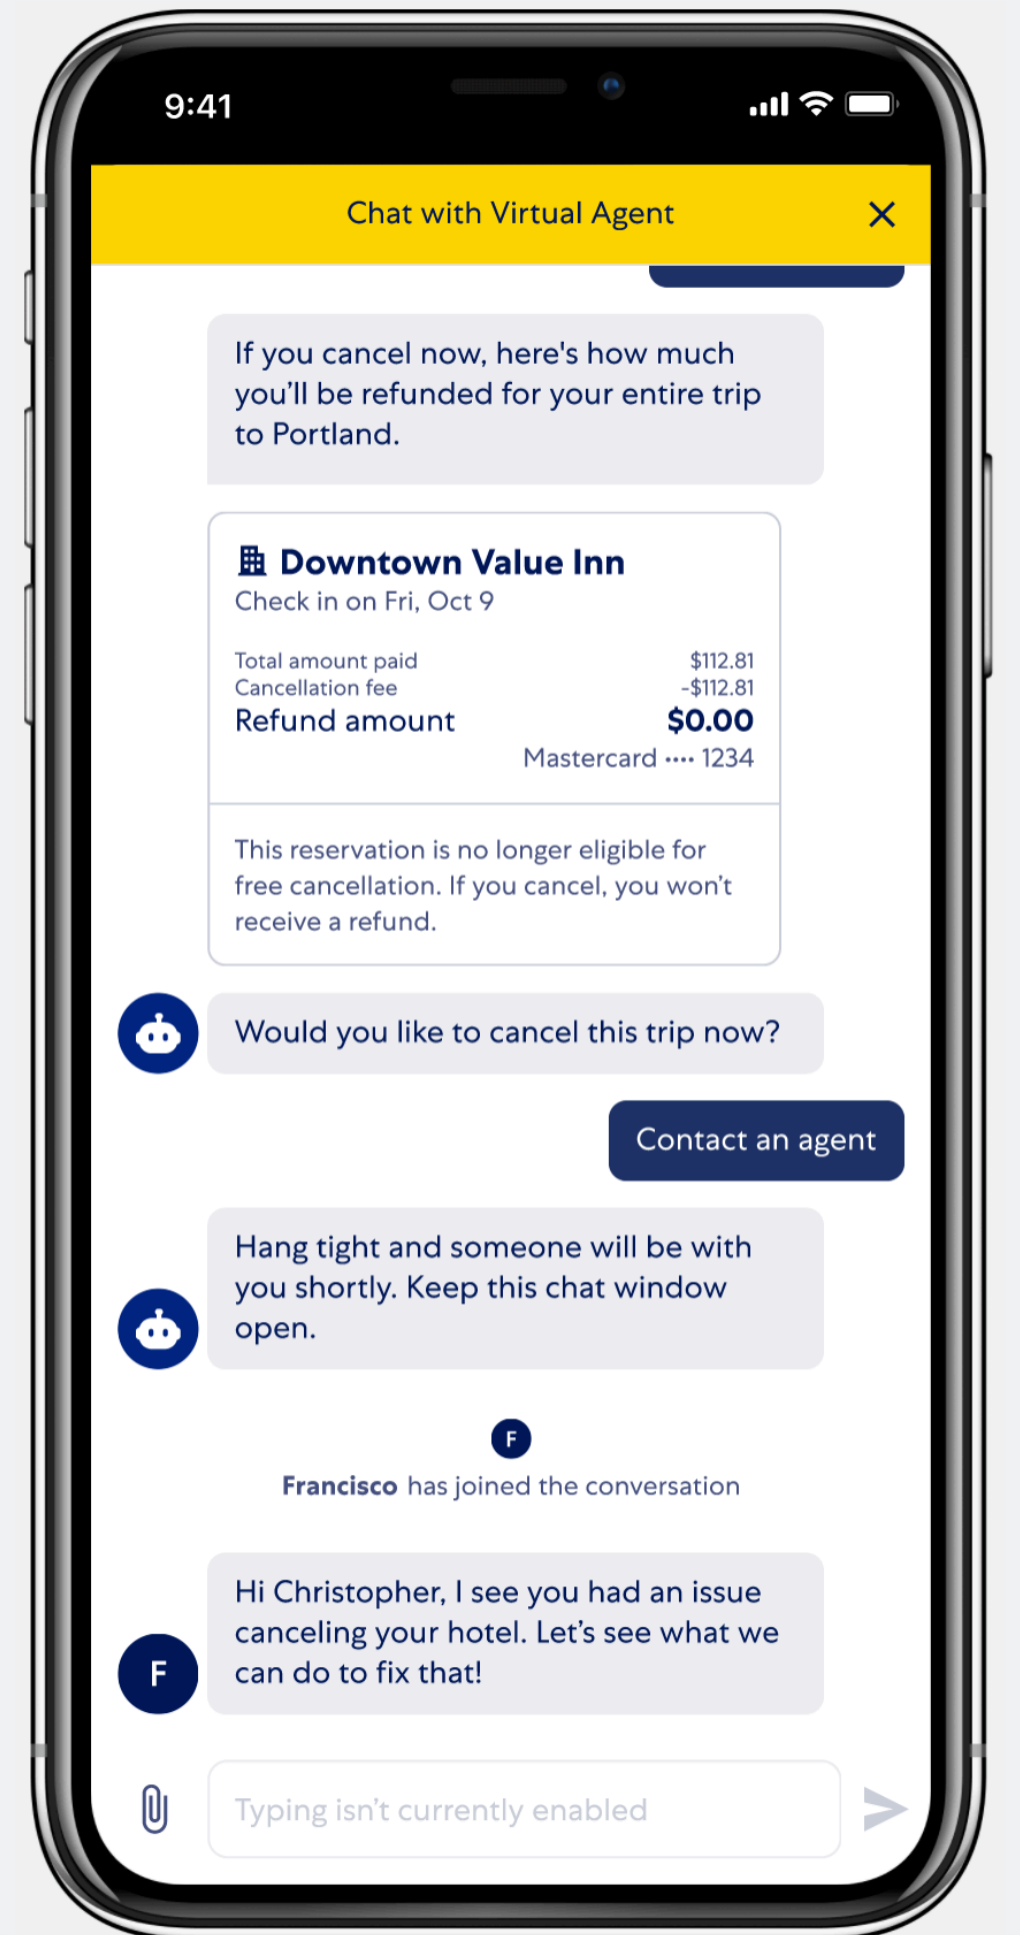 9:41
Chat with Virtual Agent
If you cancel now, here's how much
you'll be refunded for your entire trip
to Portland.
Downtown Value Inn
Check in on Fri, Oct 9
Total amount paid $112.81
Cancellation fee -$112.81
Refund amount $0.00
Mastercard •••• 1234
This reservation is no longer eligible for
free cancellation. If you cancel, you won't
receive a refund.
Would you like to cancel this trip now?
Contact an agent
Hang tight and someone will be with
you shortly. Keep this chat window
open.
F
Francisco has joined the conversation
Hi Christopher, I see you had an issue
canceling your hotel. Let's see what we
can do to fix that!
F
Typing isn't currently enabled